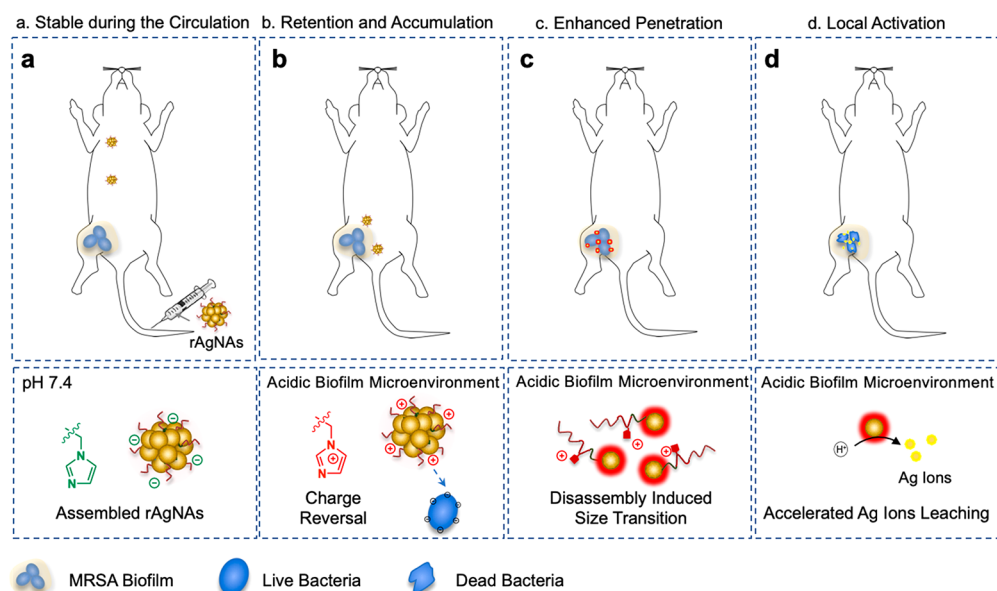 a. Stable during the Circulation
b. Retention and Accumulation
c. Enhanced Penetration
d. Local Activation
a
b
c
d
rAgNAs
pH 7.4
N
N
Assembled rAgNAs
Acidic Biofilm Microenvironment
N
N
Charge
Reversal
Acidic Biofilm Microenvironment
Disassembly Induced
Size Transition
Acidic Biofilm Microenvironment
H⁺
Ag Ions
Accelerated Ag Ions Leaching
MRSA Biofilm
Live Bacteria
Dead Bacteria